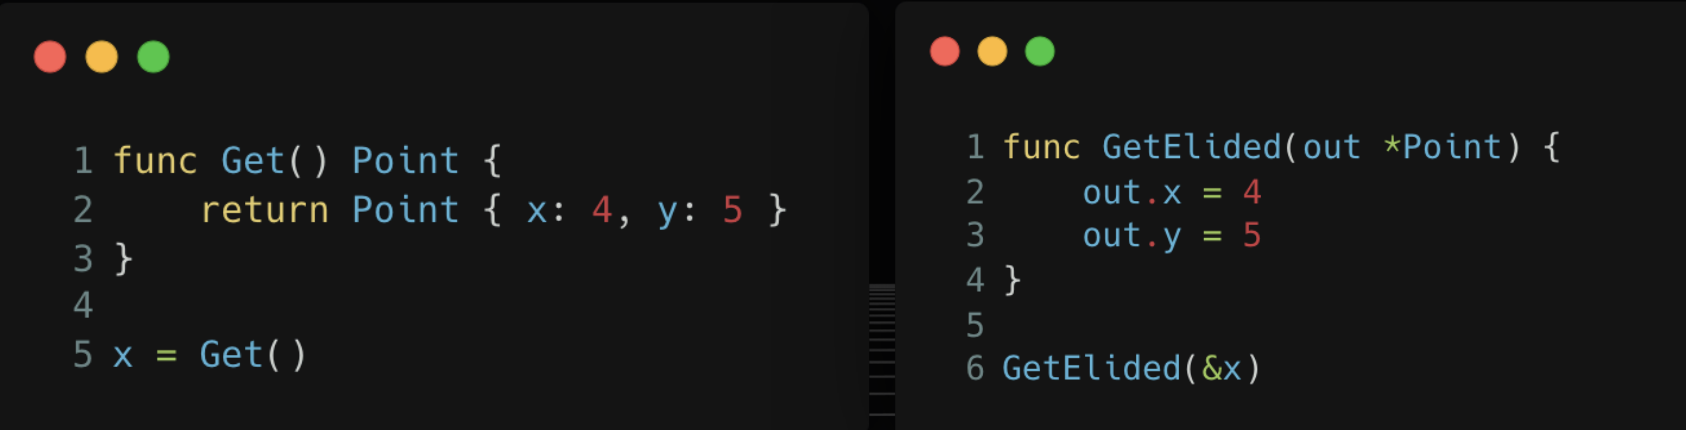 1 func Get() Point {
2     return Point { x: 4, y: 5 }
3 }
4
5 x = Get()
1 func GetElided(out *Point) {
2     out.x = 4
3     out.y = 5
4 }
5
6 GetElided(&x)